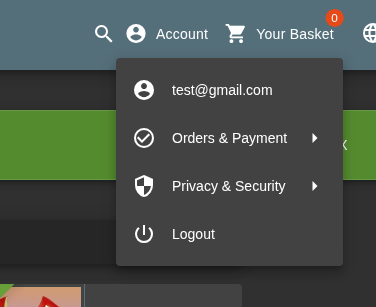 0
Account
Your Basket
test@gmail.com
Orders & Payment
X
Privacy & Security
Logout